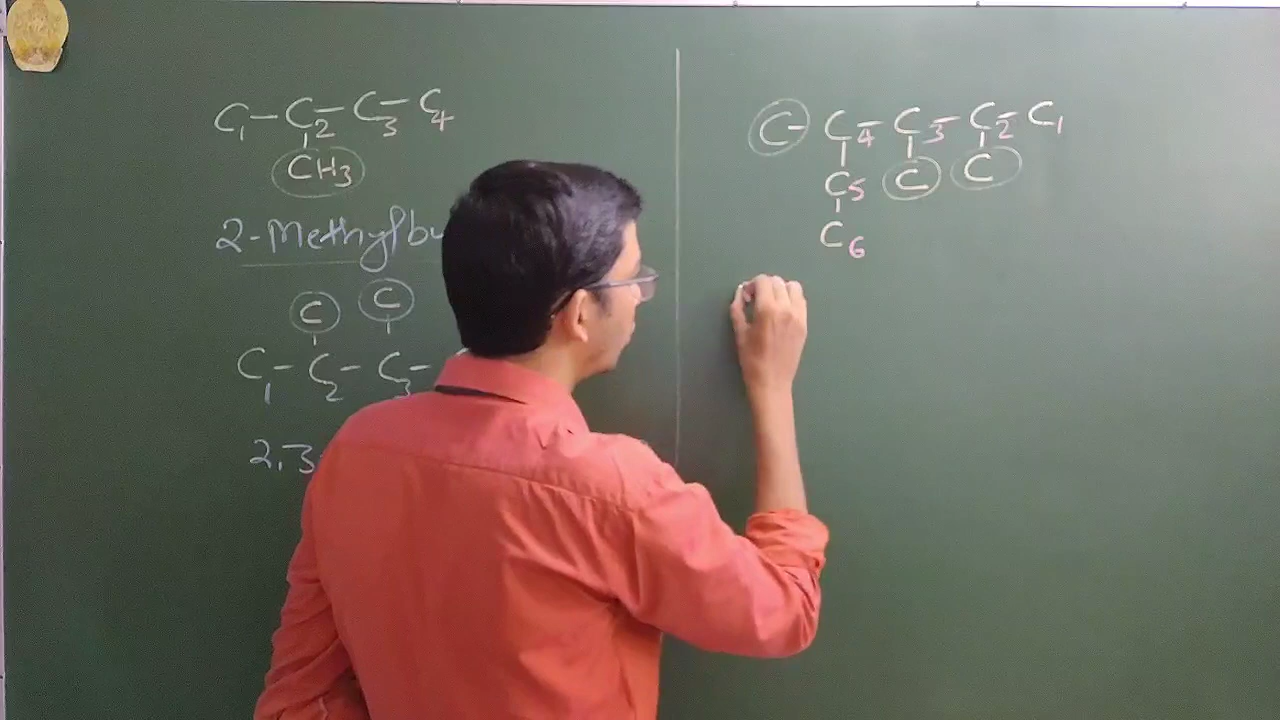 C1-C2-C3-C4
CH3
2-Methylbu
C C
C1-C2-C3-
2,3
C-C4-C3-C2-C1
C5 C C
C6